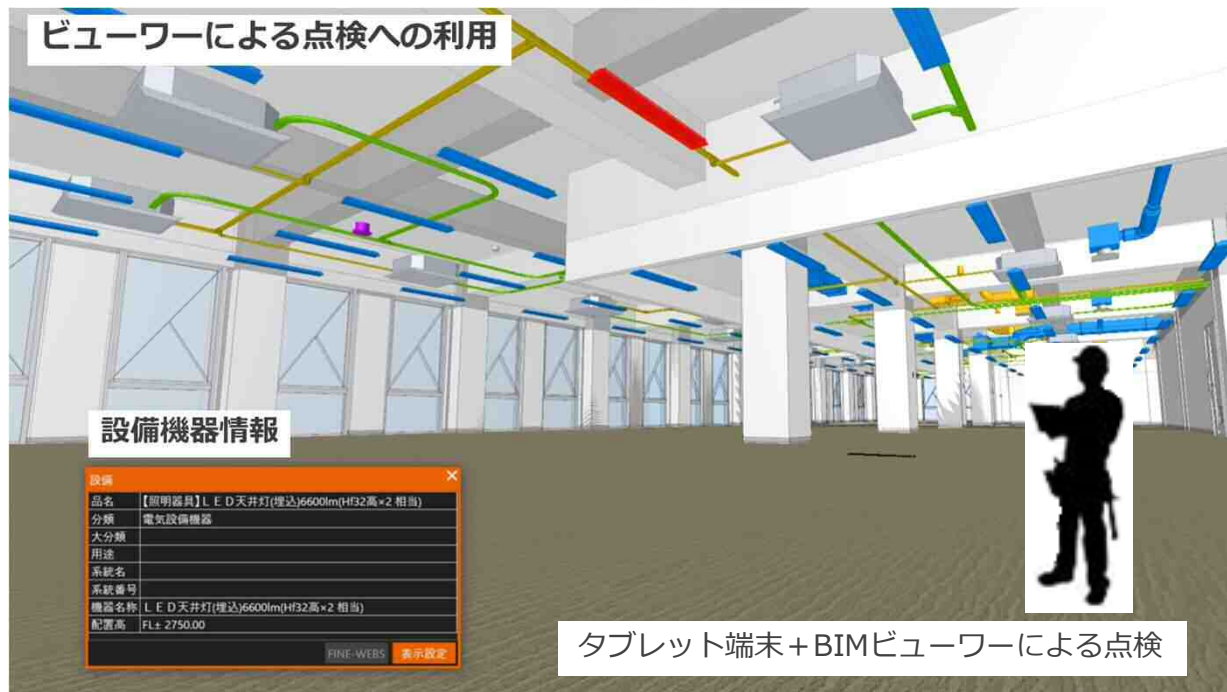 ビューワーによる点検への利用
設備機器情報
設備
品名 【照明器具】ＬＥＤ天井灯(埋込)6600lm(Hf32高×2 相当)
分類 電気設備機器
大分類
用途
系統名
系統番号
機器名称 ＬＥＤ天井灯(埋込)6600lm(Hf32高×2 相当)
配置高 FL± 2750.00
FINE-WEBS 表示設定
タブレット端末＋BIMビューワーによる点検